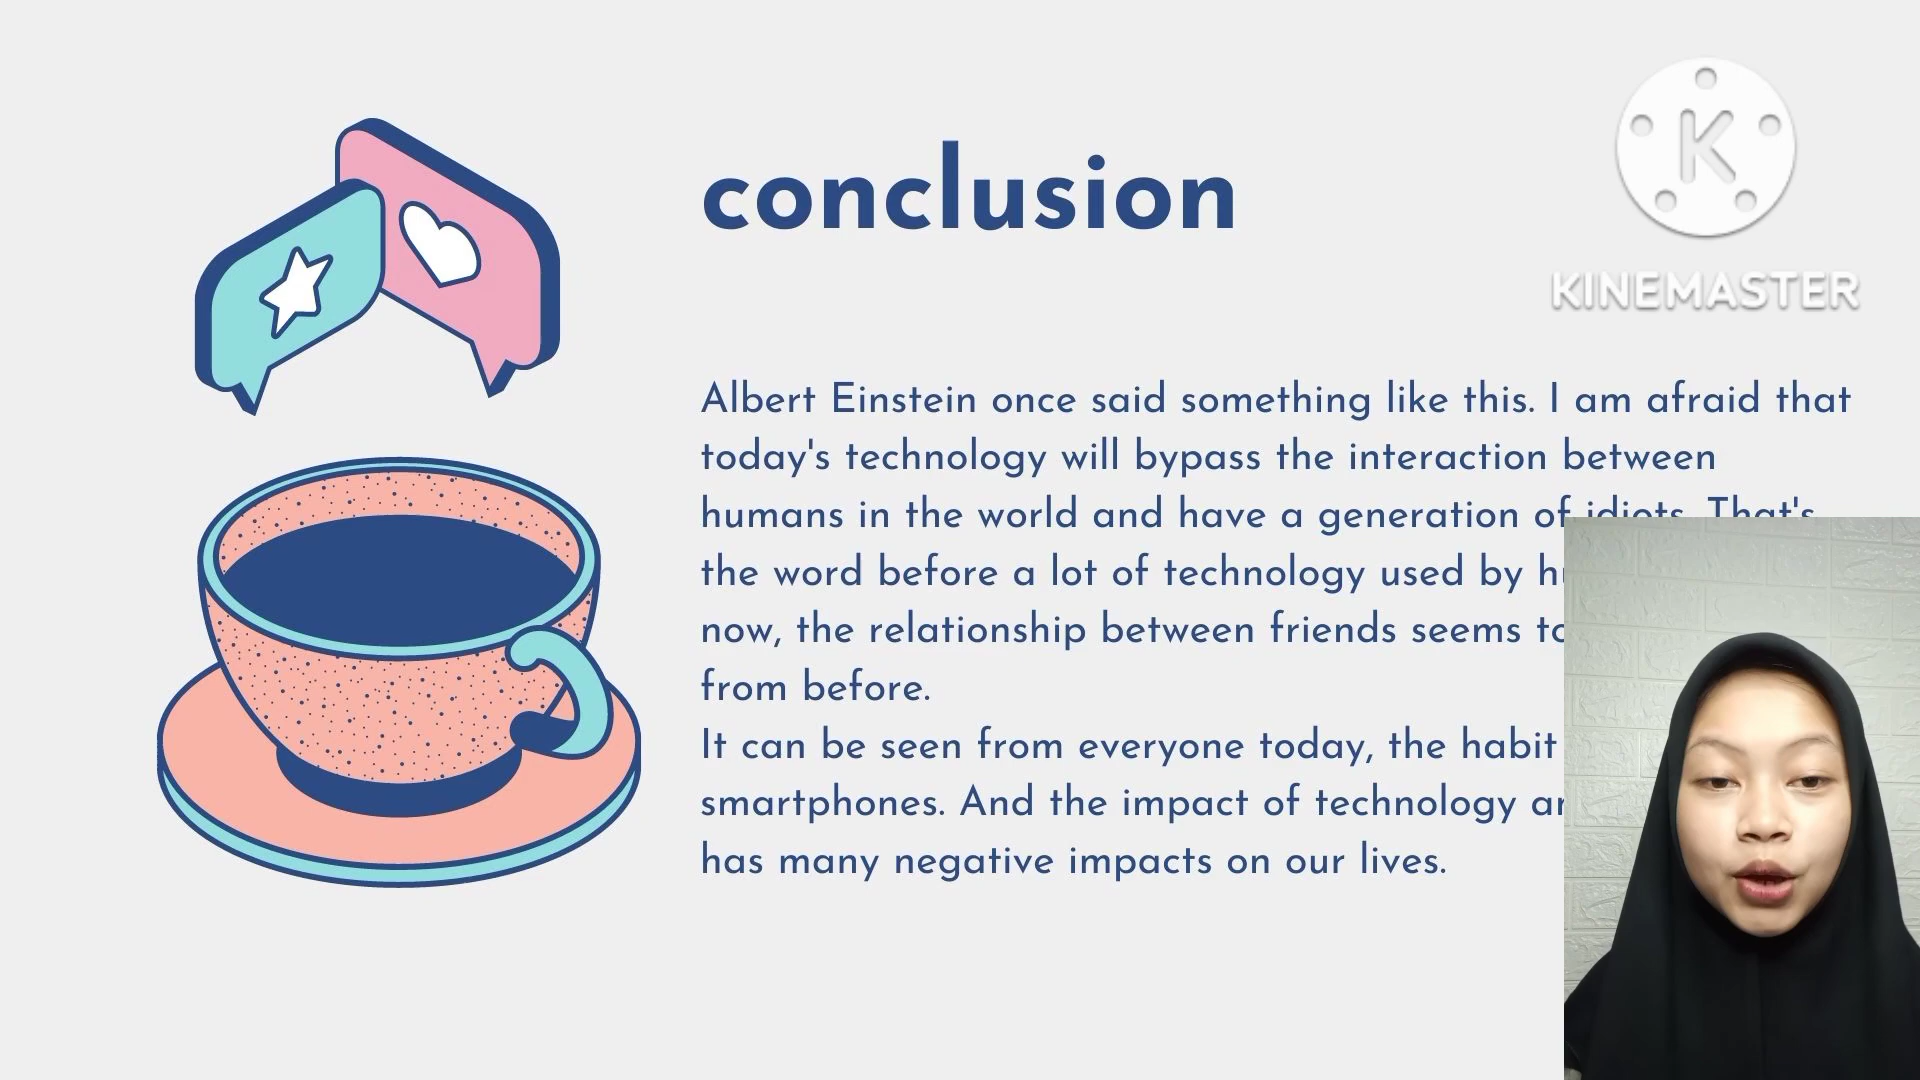 conclusion
K
KINEMASTER
Albert Einstein once said something like this. I am afraid that
today's technology will bypass the interaction between
humans in the world and have a generation of idiots. That's
the word before a lot of technology used by
now, the relationship between friends seems
from before.
It can be seen from everyone today, the habit
smartphones. And the impact of technology
has many negative impacts on our lives.